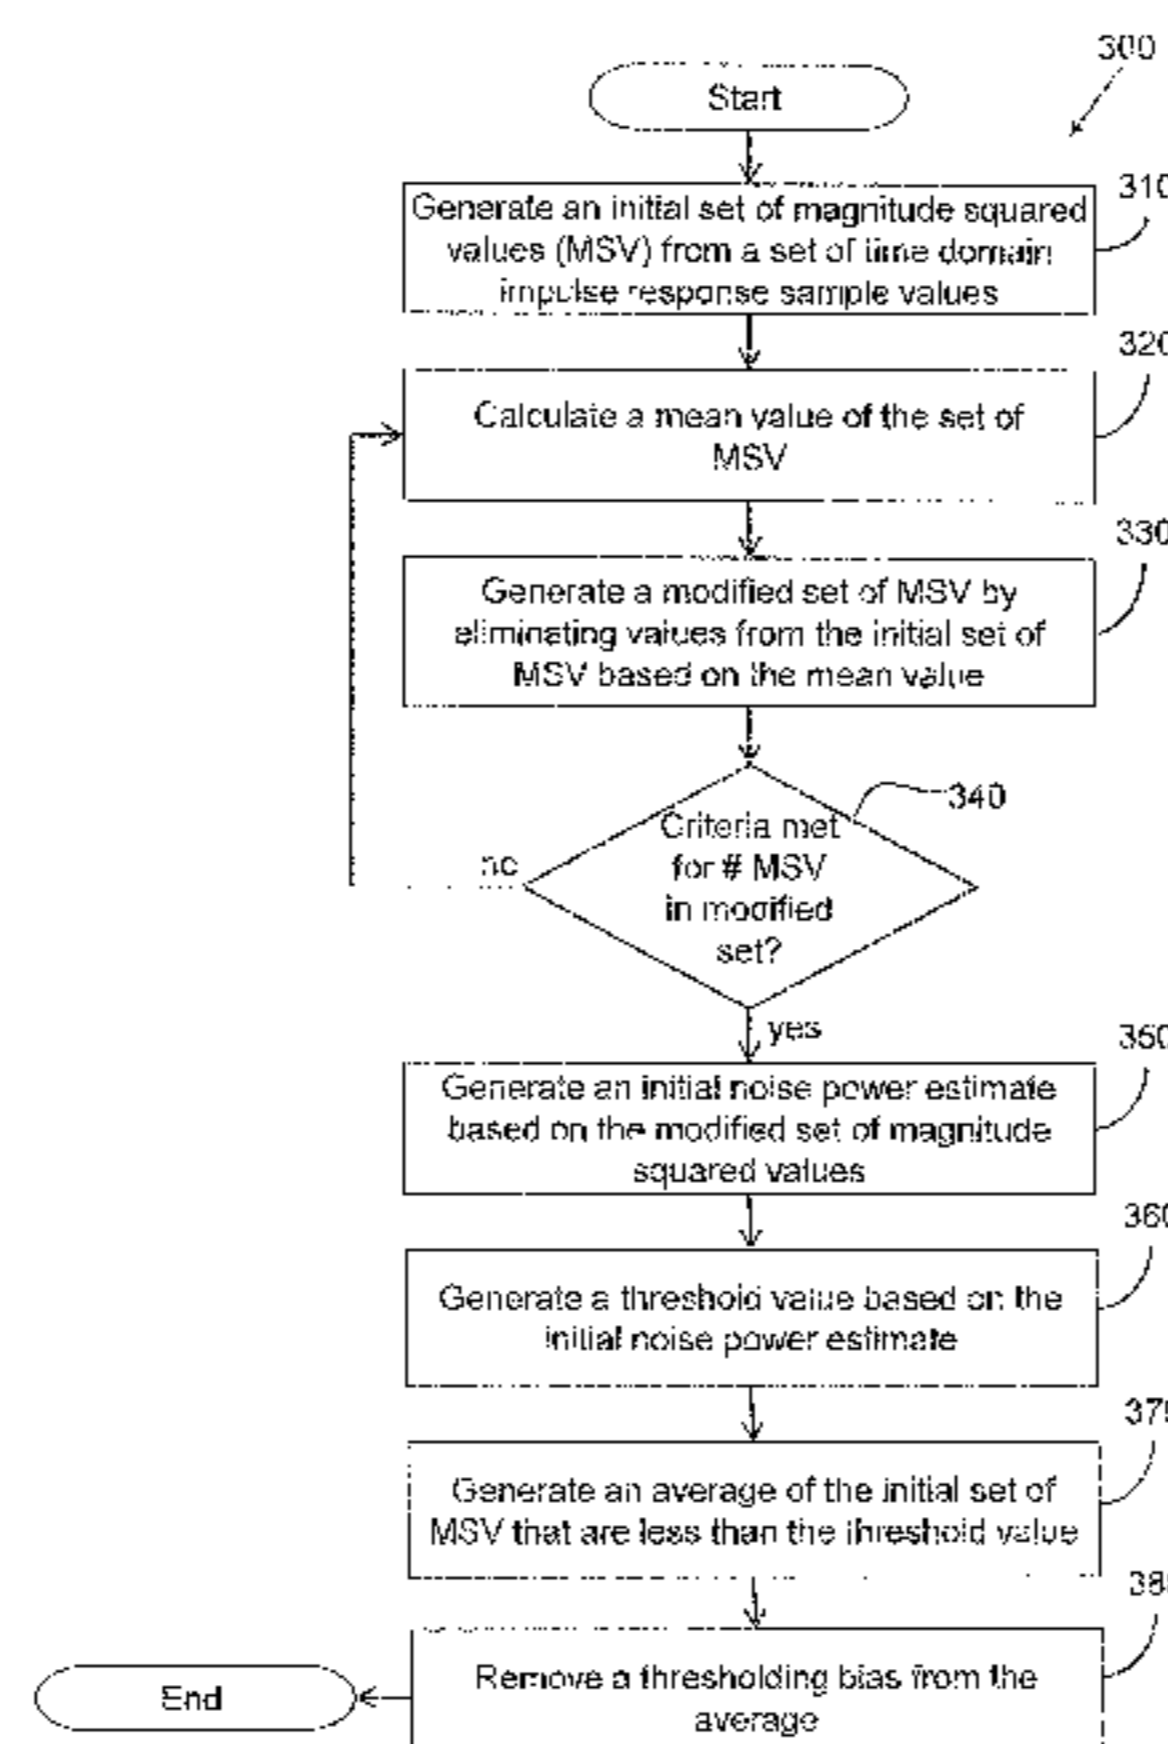 300
Start
310
Generate an initial set of magnitude squared
values (MSV) from a set of time domain
impulse response sample values
320
Calculate a mean value of the set of
MSV
330
Generate a modified set of MSV by
eliminating values from the initial set of
MSV based on the mean value
340
Criteria met
for # MSV
in modified
set?
no
yes
350
Generate an initial noise power estimate
based on the modified set of magnitude
squared values
360
Generate a threshold value based on the
initial noise power estimate
Generate an average of the initial set of
MSV that are less than the threshold value
Remove a thresholding bias from the
average
End